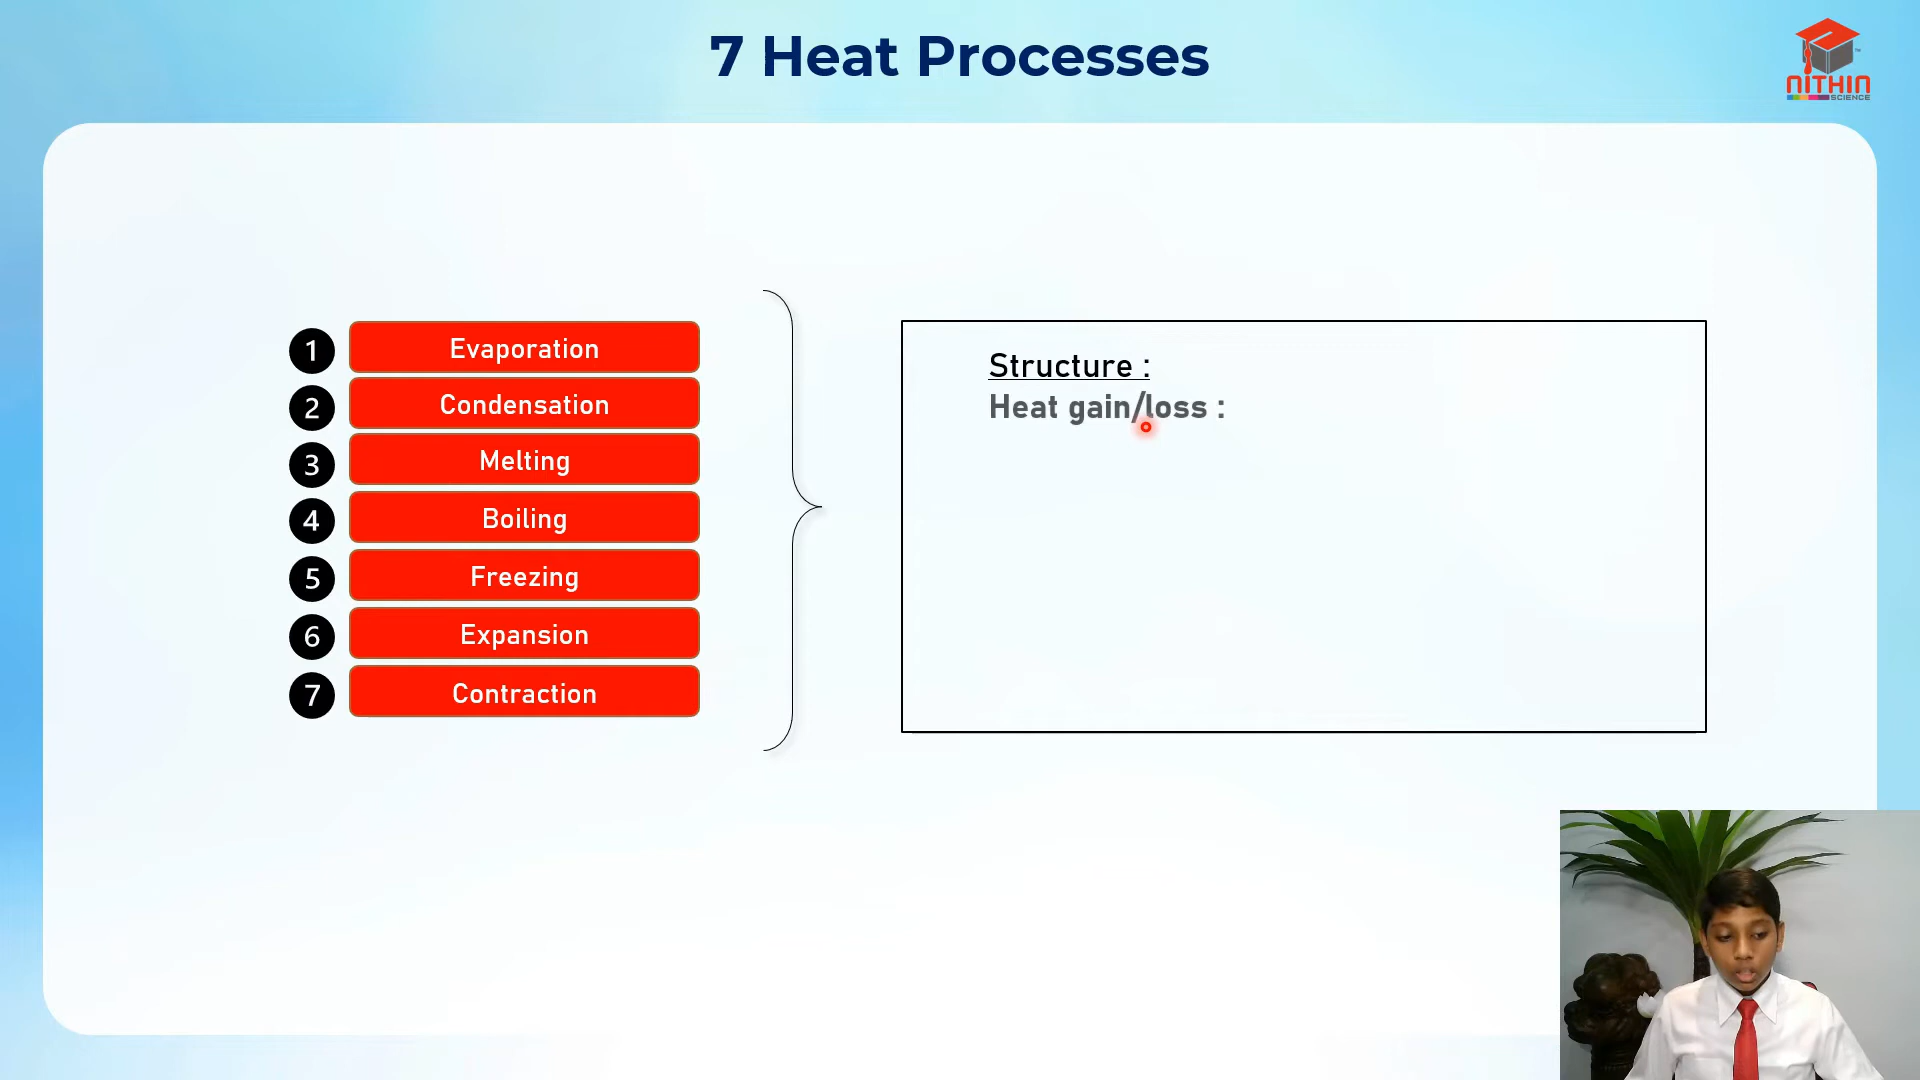 7 Heat Processes
NITHIN
SCIENCE
1 Evaporation
2 Condensation
3 Melting
4 Boiling
5 Freezing
6 Expansion
7 Contraction
Structure :
Heat gain/loss :